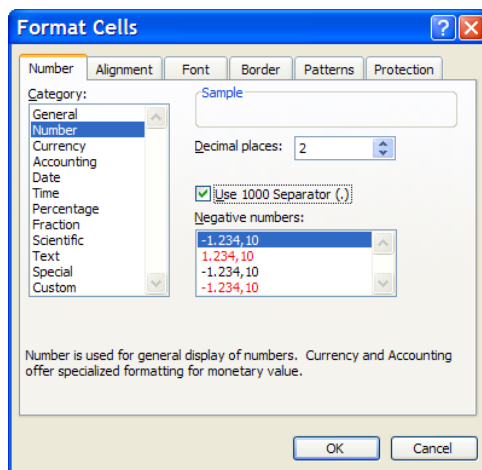 Format Cells
Number Alignment Font Border Patterns Protection
Category:
General
Number
Currency
Accounting
Date
Time
Percentage
Fraction
Scientific
Text
Special
Custom
Sample
Decimal places: 2
Use 1000 Separator (.)
Negative numbers:
-1.234,10
1.234,10
-1.234,10
-1.234,10
Number is used for general display of numbers. Currency and Accounting
offer specialized formatting for monetary value.
OK Cancel